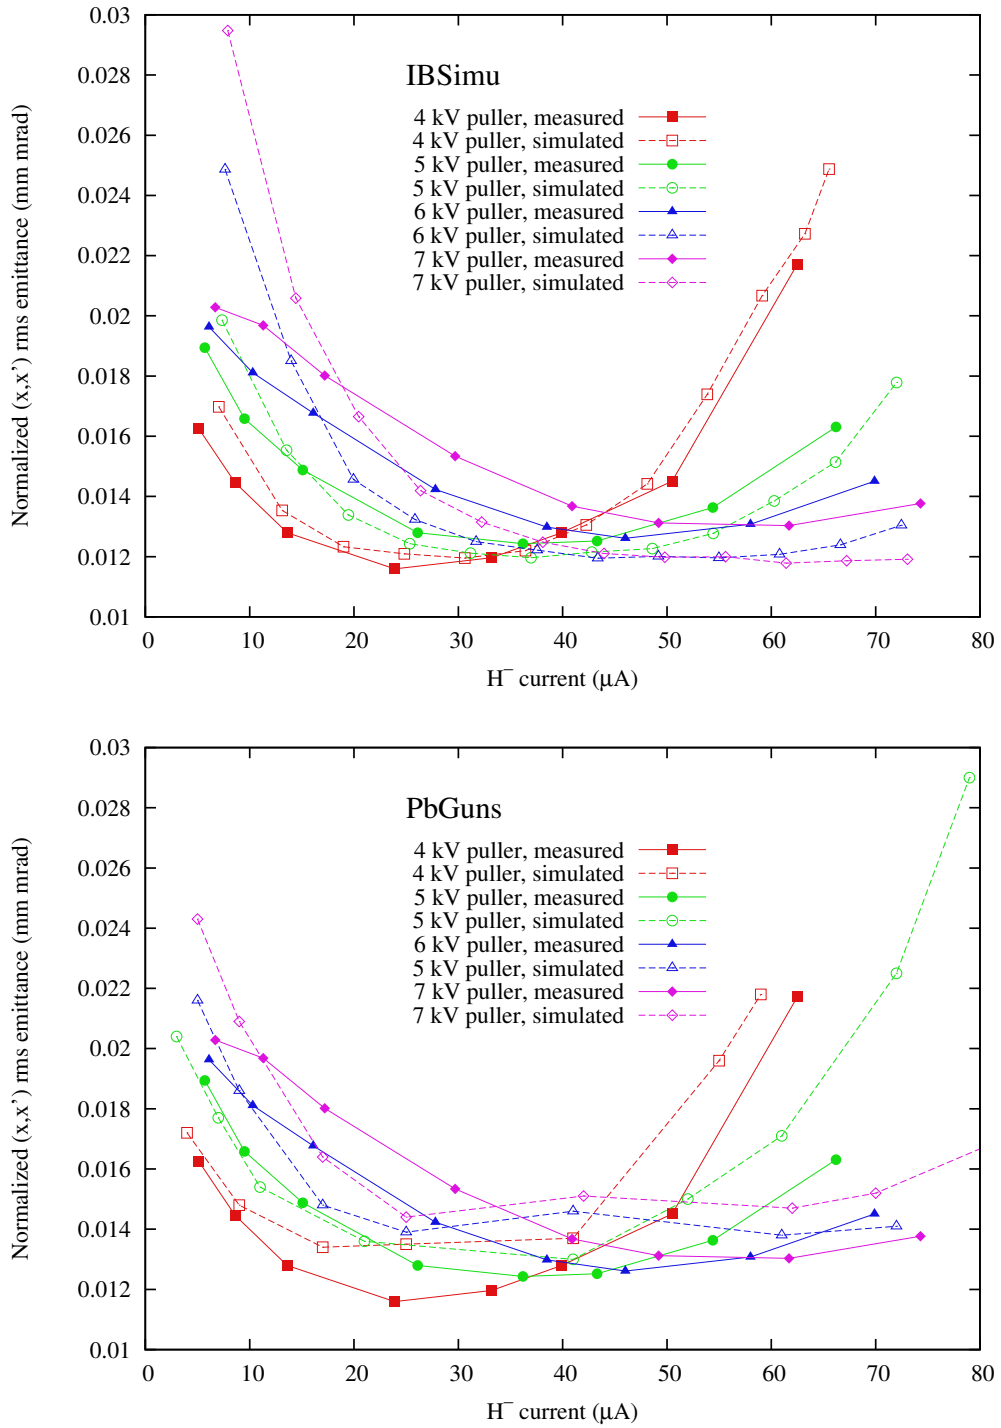 IBSimu
4 kV puller, measured
4 kV puller, simulated
5 kV puller, measured
5 kV puller, simulated
6 kV puller, measured
6 kV puller, simulated
7 kV puller, measured
7 kV puller, simulated
Normalized (x,x') rms emittance (mm mrad)
0.03
0.028
0.026
0.024
0.022
0.02
0.018
0.016
0.014
0.012
0.01
0 10 20 30 40 50 60 70 80
H⁻ current (μA)
PbGuns
4 kV puller, measured
4 kV puller, simulated
5 kV puller, measured
5 kV puller, simulated
6 kV puller, measured
5 kV puller, simulated
7 kV puller, measured
7 kV puller, simulated
Normalized (x,x') rms emittance (mm mrad)
0.03
0.028
0.026
0.024
0.022
0.02
0.018
0.016
0.014
0.012
0.01
0 10 20 30 40 50 60 70 80
H⁻ current (μA)